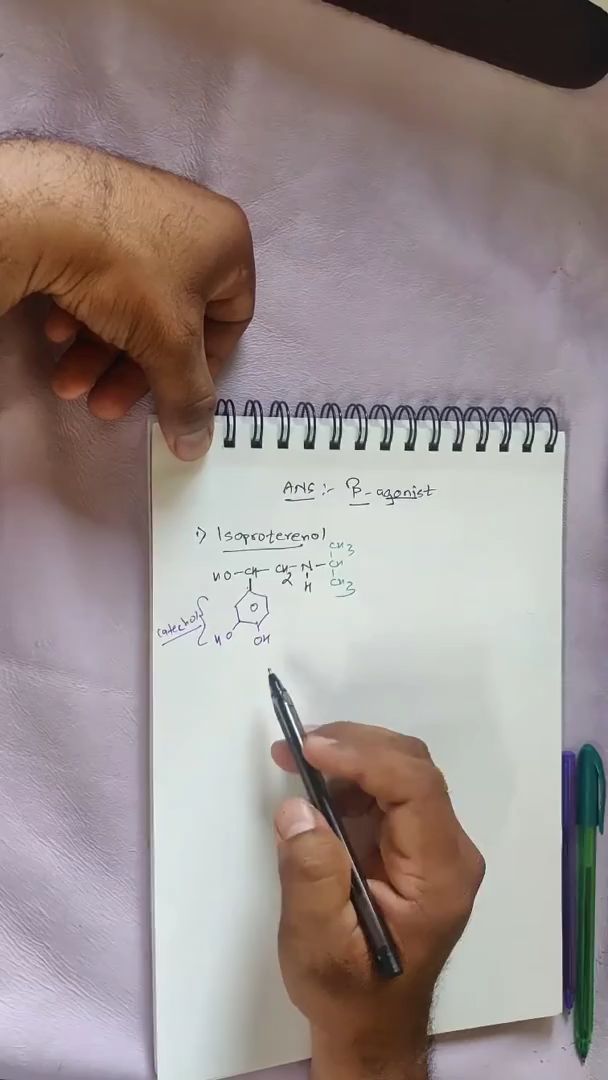 ANS :- β-agonist
1) Isoproterenol
CH3
HO-CH-CH2-N-CH
H
CH3
catechol
HO
OH